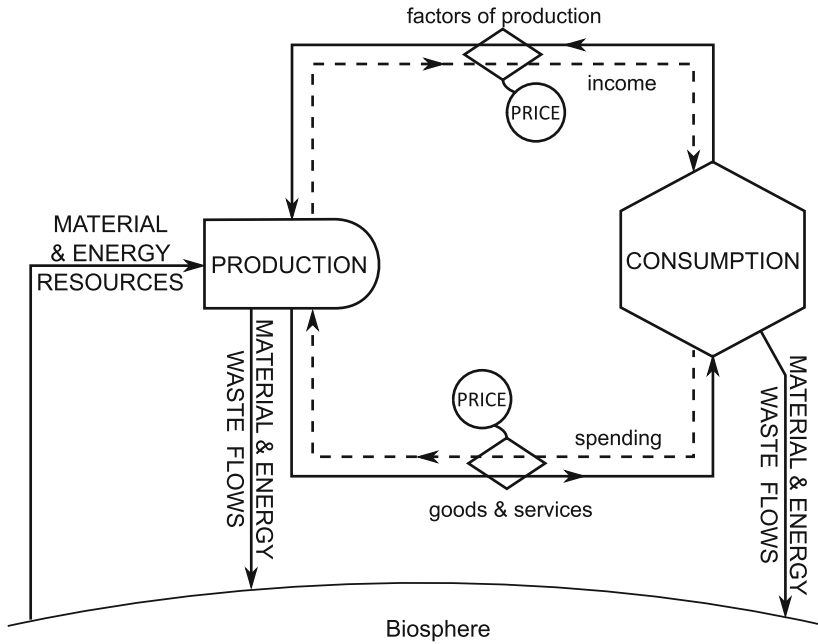 factors of production
PRICE
income
MATERIAL
& ENERGY
RESOURCES
PRODUCTION
CONSUMPTION
MATERIAL & ENERGY
WASTE FLOWS
PRICE
spending
goods & services
MATERIAL & ENERGY
WASTE FLOWS
Biosphere